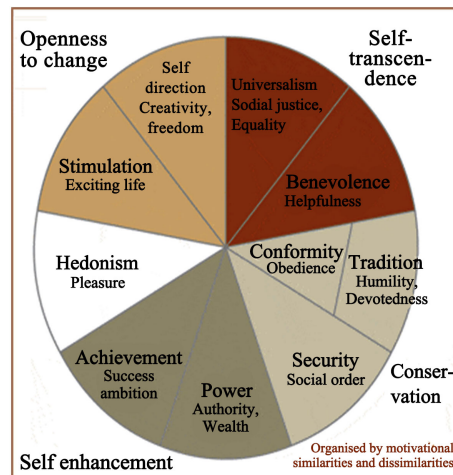 Openness
to change
Self-
transcen-
dence
Self
direction
Creativity,
freedom
Universalism
Sodial justice,
Equality
Stimulation
Exciting life
Benevolence
Helpfulness
Hedonism
Pleasure
Conformity
Obedience
Tradition
Humility,
Devotedness
Achievement
Success
ambition
Power
Authority,
Wealth
Security
Social order
Conser-
vation
Self enhancement
Organised by motivational
similarities and dissimilarities